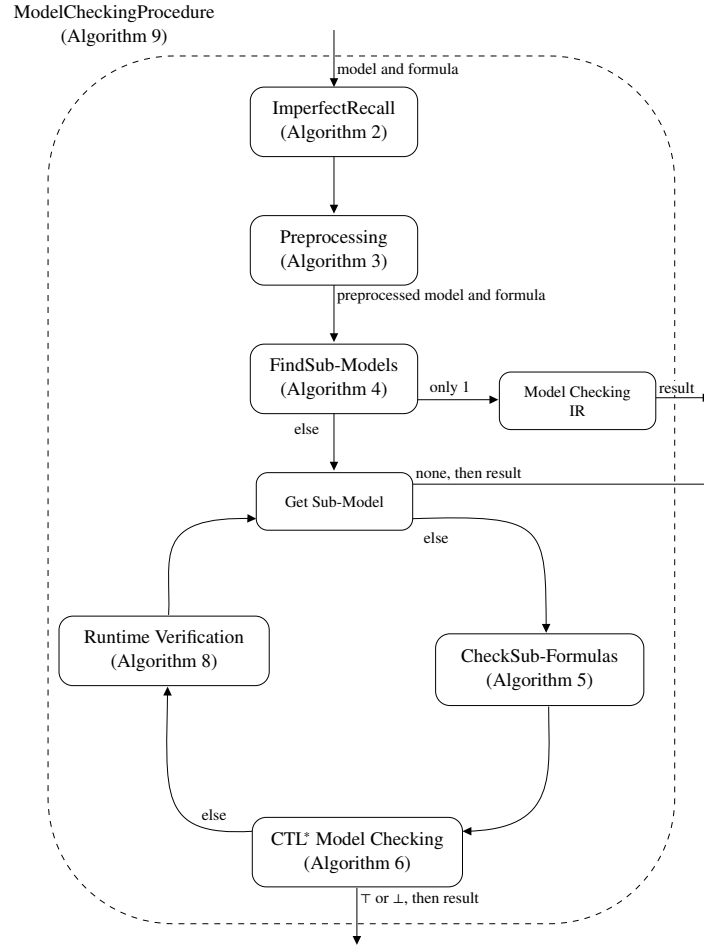 ModelCheckingProcedure
(Algorithm 9)
model and formula
ImperfectRecall
(Algorithm 2)
Preprocessing
(Algorithm 3)
preprocessed model and formula
FindSub-Models
(Algorithm 4)
only 1
Model Checking
IR
result
else
none, then result
Get Sub-Model
else
Runtime Verification
(Algorithm 8)
CheckSub-Formulas
(Algorithm 5)
else
CTL* Model Checking
(Algorithm 6)
⊤ or ⊥, then result